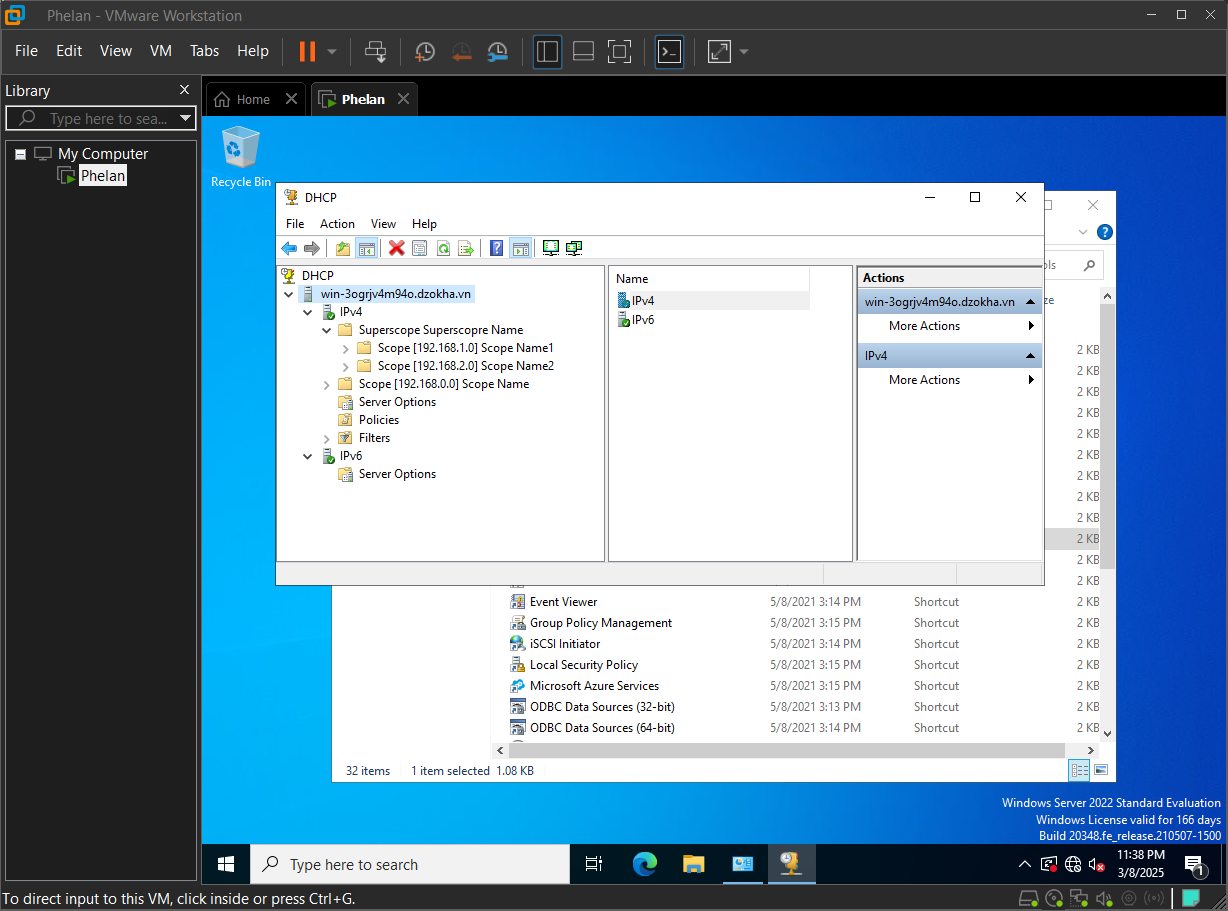 Phelan - VMware Workstation
File Edit View VM Tabs Help
Library
Type here to sea...
My Computer
Phelan
Home
Phelan
Recycle Bin
DHCP
File Action View Help
DHCP
win-3ogrjv4m94o.dzokha.vn
IPv4
Superscope Superscopre Name
Scope [192.168.1.0] Scope Name1
Scope [192.168.2.0] Scope Name2
Scope [192.168.0.0] Scope Name
Server Options
Policies
Filters
IPv6
Server Options
Name
IPv4
IPv6
Actions
win-3ogrjv4m94o.dzokha.vn
More Actions
IPv4
More Actions
ols
ze
2 KB
2 KB
2 KB
2 KB
2 KB
2 KB
2 KB
2 KB
2 KB
2 KB
2 KB
2 KB
Event Viewer 5/8/2021 3:14 PM Shortcut 2 KB
Group Policy Management 5/8/2021 3:15 PM Shortcut 2 KB
iSCSI Initiator 5/8/2021 3:14 PM Shortcut 2 KB
Local Security Policy 5/8/2021 3:15 PM Shortcut 2 KB
Microsoft Azure Services 5/8/2021 3:15 PM Shortcut 2 KB
ODBC Data Sources (32-bit) 5/8/2021 3:13 PM Shortcut 2 KB
ODBC Data Sources (64-bit) 5/8/2021 3:14 PM Shortcut 2 KB
32 items 1 item selected 1.08 KB
Windows Server 2022 Standard Evaluation
Windows License valid for 166 days
Build 20348.fe_release.210507-1500
Type here to search
11:38 PM
3/8/2025
1
To direct input to this VM, click inside or press Ctrl+G.